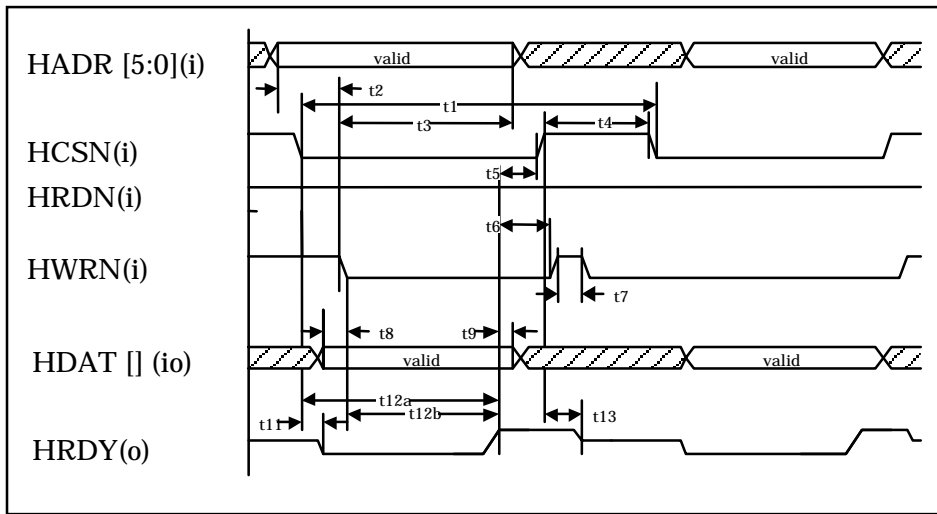 HADR [5:0](i)
valid
valid
t2
t1
t3
t4
HCSN(i)
t5
HRDN(i)
t6
HWRN(i)
t7
t8
t9
HDAT [] (io)
valid
valid
t12a
t12b
t11
t13
HRDY(o)